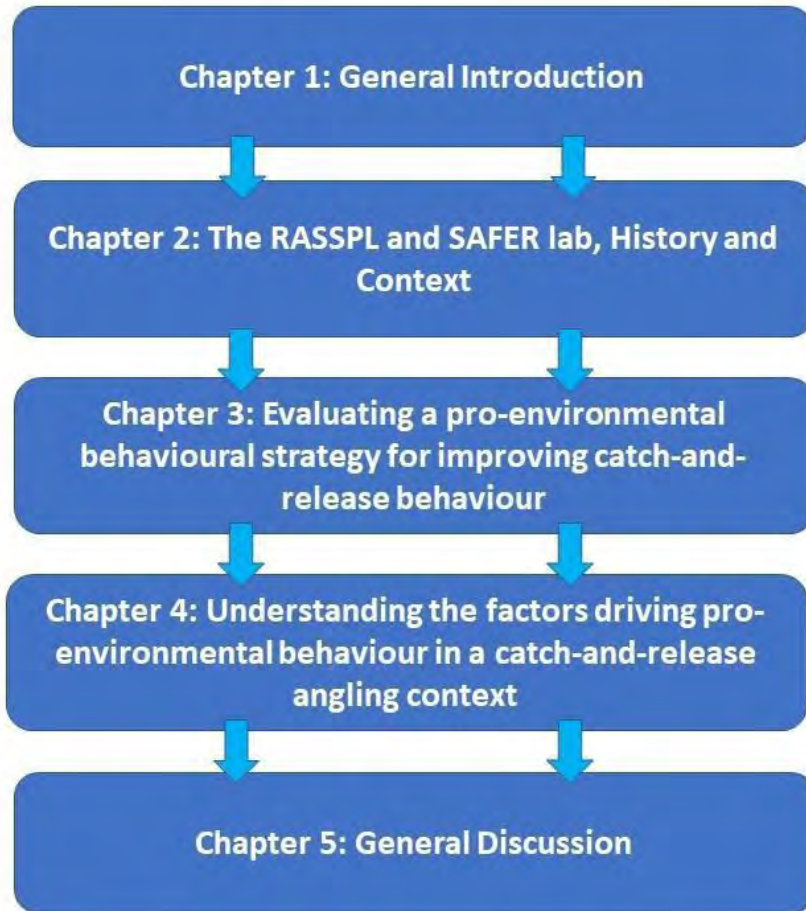 Chapter 1: General Introduction
Chapter 2: The RASSPL and SAFER lab, History and
Context
Chapter 3: Evaluating a pro-environmental
behavioural strategy for improving catch-and-
release behaviour
Chapter 4: Understanding the factors driving pro-
environmental behaviour in a catch-and-release
angling context
Chapter 5: General Discussion